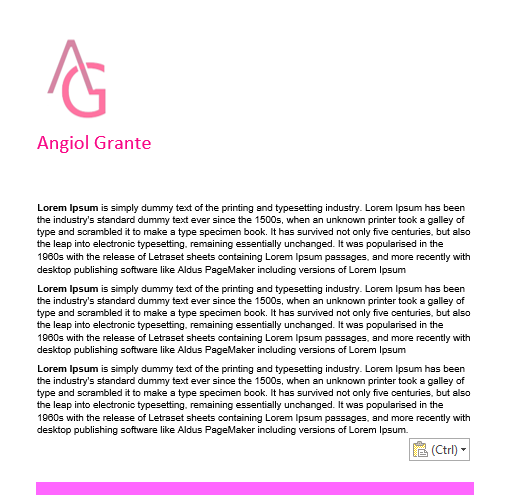 AG
Angiol Grante
Lorem Ipsum is simply dummy text of the printing and typesetting industry. Lorem Ipsum has been
the industry's standard dummy text ever since the 1500s, when an unknown printer took a galley of
type and scrambled it to make a type specimen book. It has survived not only five centuries, but also
the leap into electronic typesetting, remaining essentially unchanged. It was popularised in the
1960s with the release of Letraset sheets containing Lorem Ipsum passages, and more recently with
desktop publishing software like Aldus PageMaker including versions of Lorem Ipsum
Lorem Ipsum is simply dummy text of the printing and typesetting industry. Lorem Ipsum has been
the industry's standard dummy text ever since the 1500s, when an unknown printer took a galley of
type and scrambled it to make a type specimen book. It has survived not only five centuries, but also
the leap into electronic typesetting, remaining essentially unchanged. It was popularised in the
1960s with the release of Letraset sheets containing Lorem Ipsum passages, and more recently with
desktop publishing software like Aldus PageMaker including versions of Lorem Ipsum
Lorem Ipsum is simply dummy text of the printing and typesetting industry. Lorem Ipsum has been
the industry's standard dummy text ever since the 1500s, when an unknown printer took a galley of
type and scrambled it to make a type specimen book. It has survived not only five centuries, but also
the leap into electronic typesetting, remaining essentially unchanged. It was popularised in the
1960s with the release of Letraset sheets containing Lorem Ipsum passages, and more recently with
desktop publishing software like Aldus PageMaker including versions of Lorem Ipsum.
(Ctrl)